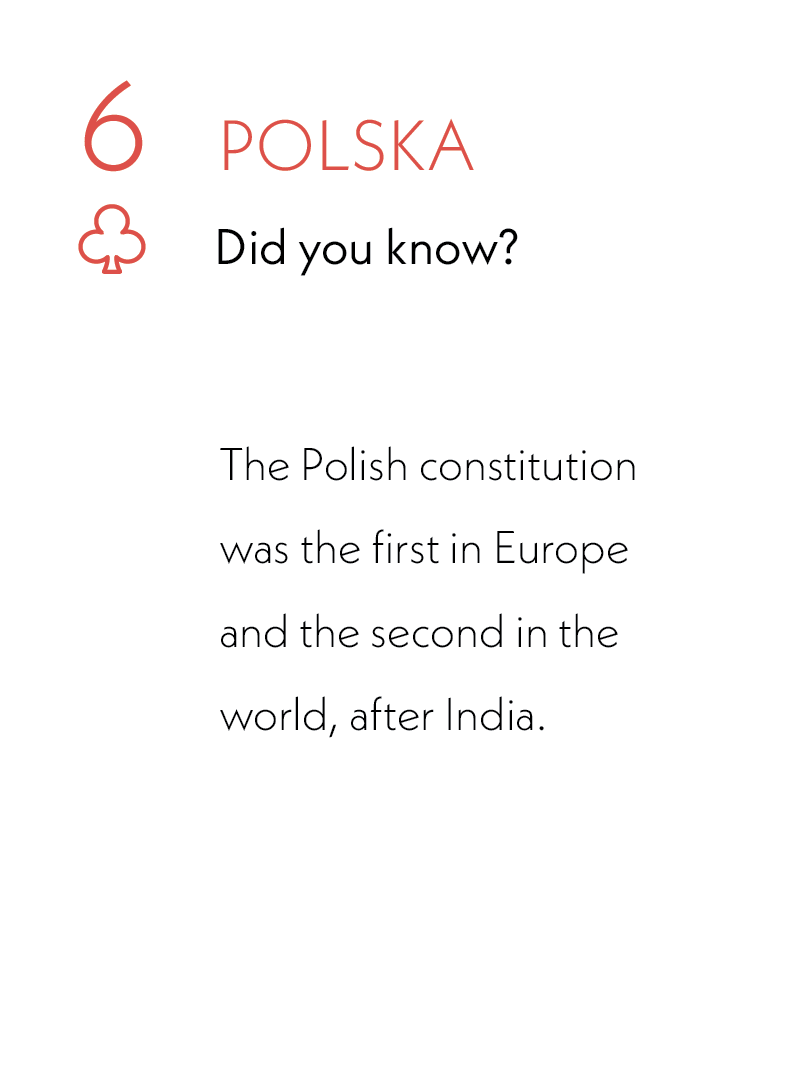 6 POLSKA
Did you know?
The Polish constitution
was the first in Europe
and the second in the
world, after India.